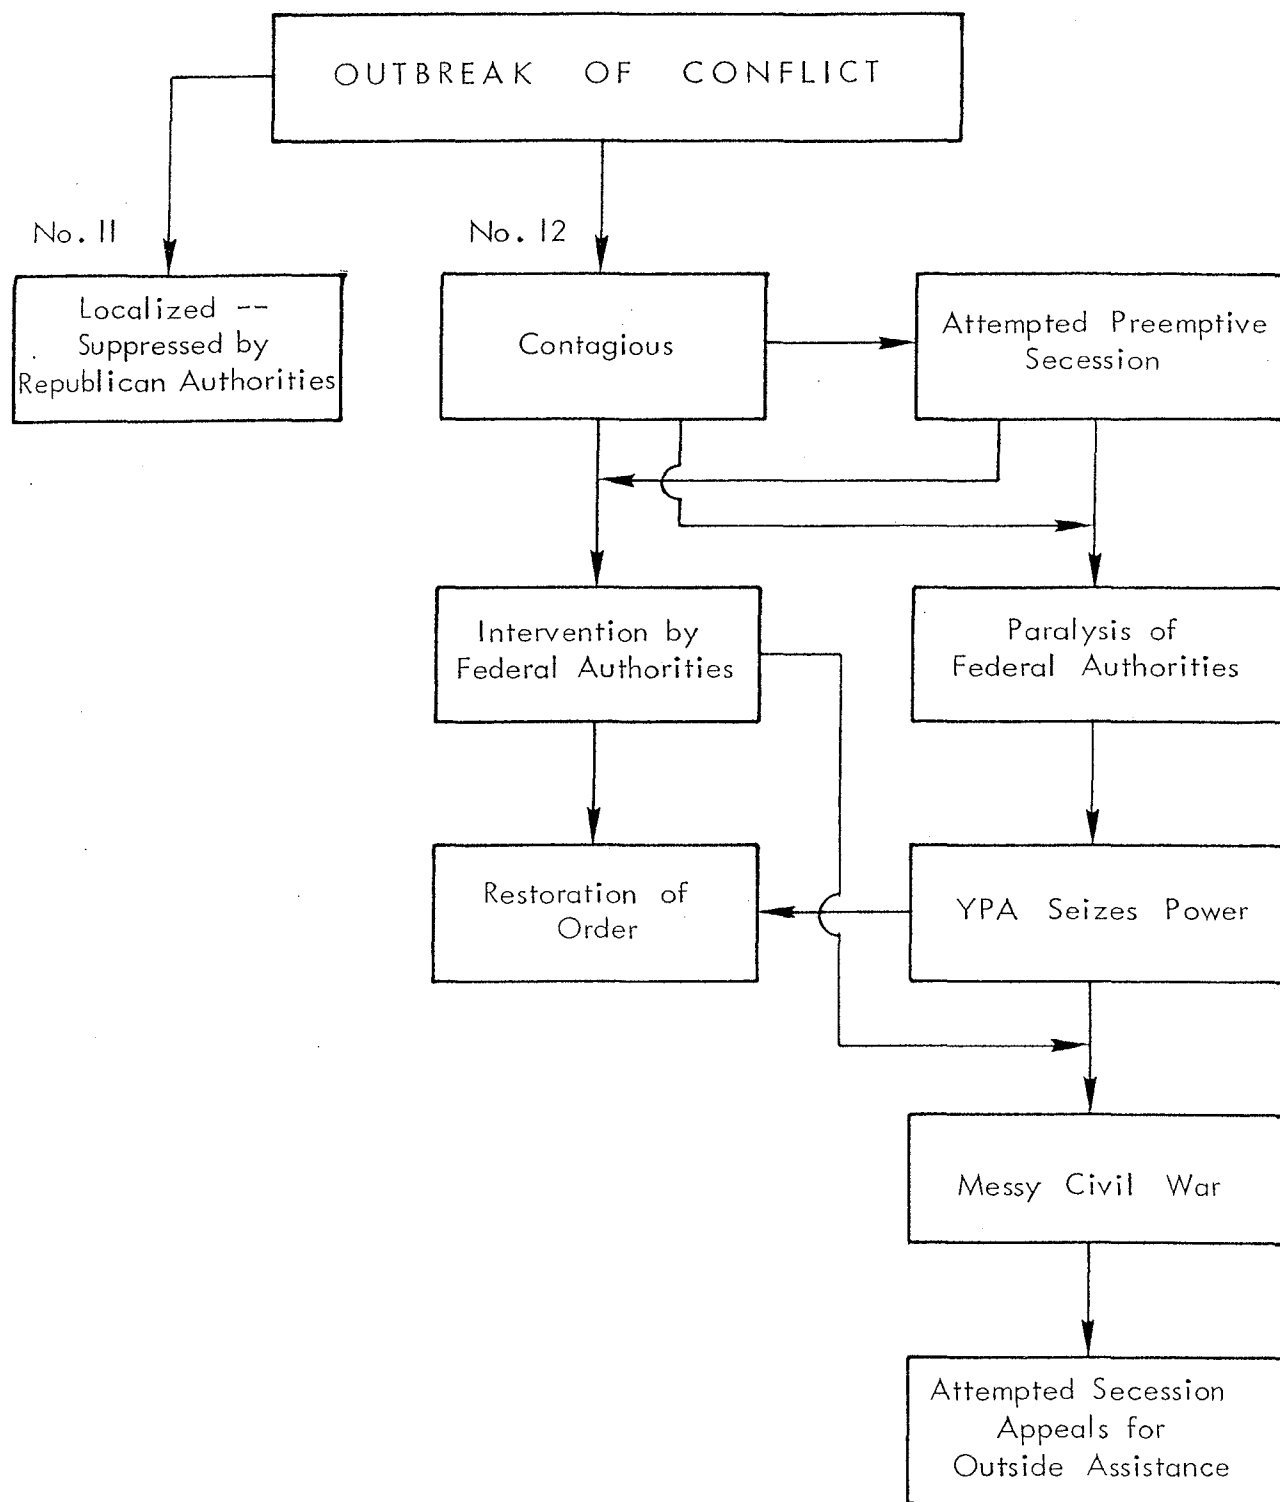 OUTBREAK OF CONFLICT
No. 11
No. 12
Localized --
Suppressed by
Republican Authorities
Contagious
Attempted Preemptive
Secession
Intervention by
Federal Authorities
Paralysis of
Federal Authorities
Restoration of
Order
YPA Seizes Power
Messy Civil War
Attempted Secession
Appeals for
Outside Assistance